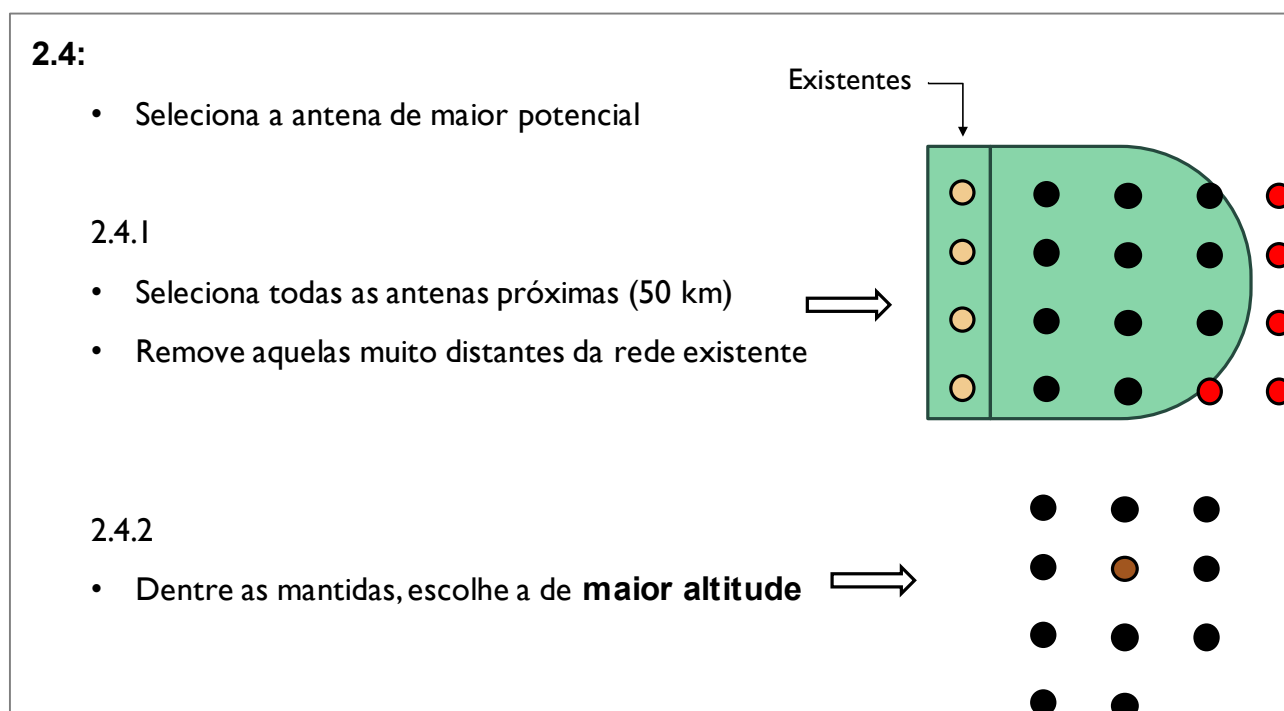 2.4:
Existentes
• Seleciona a antena de maior potencial
2.4.1
• Seleciona todas as antenas próximas (50 km)
• Remove aquelas muito distantes da rede existente
2.4.2
• Dentre as mantidas, escolhe a de maior altitude